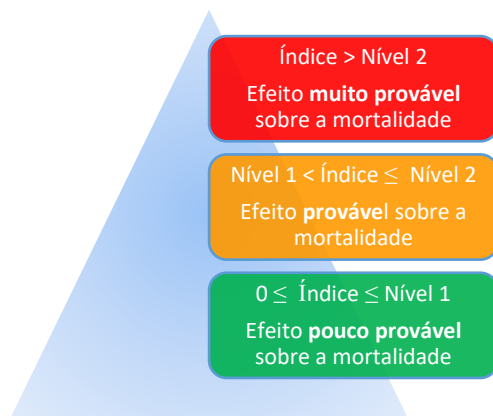 Índice > Nível 2
Efeito muito provável
sobre a mortalidade
Nível 1 < Índice ≤ Nível 2
Efeito provável sobre a
mortalidade
0 ≤ Índice ≤ Nível 1
Efeito pouco provável
sobre a mortalidade